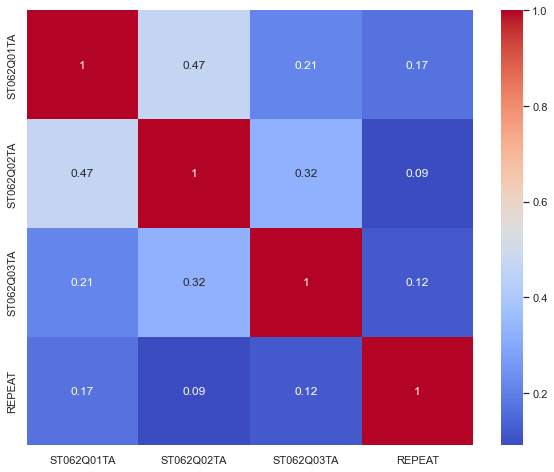 ST062Q01TA 1 0.47 0.21 0.17
ST062Q02TA 0.47 1 0.32 0.09
ST062Q03TA 0.21 0.32 1 0.12
REPEAT 0.17 0.09 0.12 1
ST062Q01TA ST062Q02TA ST062Q03TA REPEAT
1.0
0.8
0.6
0.4
0.2